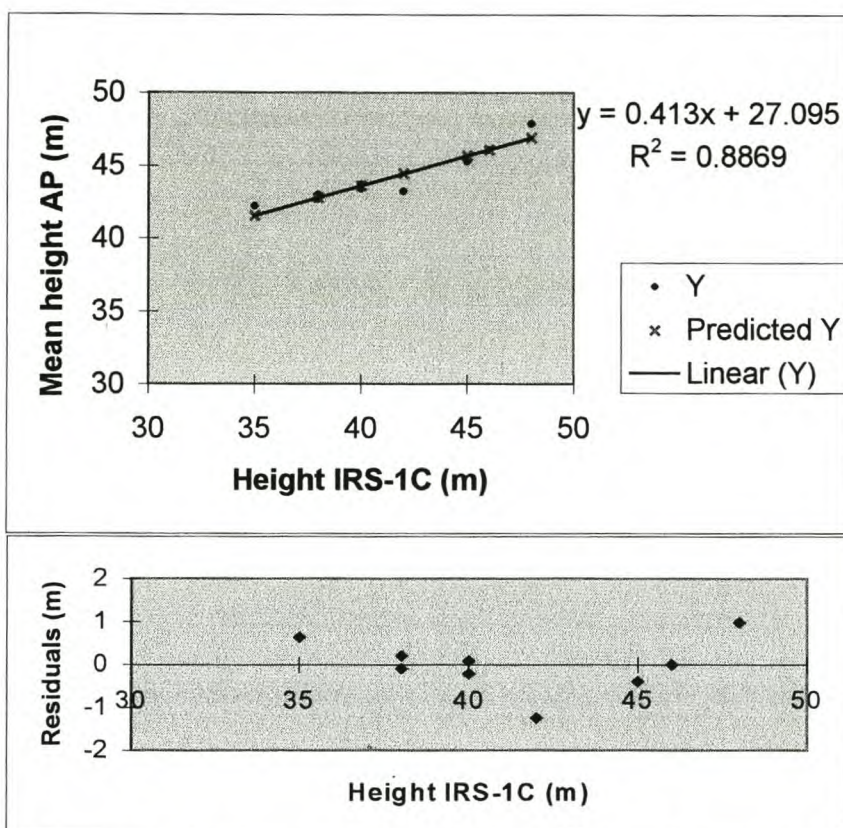 Mean height AP (m)
50
45
40
35
30
30 35 40 45 50
Height IRS-1C (m)
y = 0.413x + 27.095
R² = 0.8869
Y
Predicted Y
Linear (Y)
Residuals (m)
2
1
0
-1
-2
30 35 40 45 50
Height IRS-1C (m)